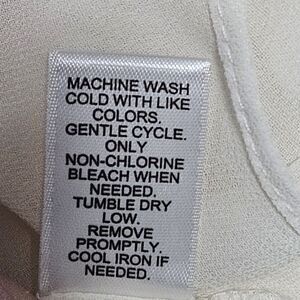 MACHINE WASH
COLD WITH LIKE
COLORS.
GENTLE CYCLE.
ONLY
NON-CHLORINE
BLEACH WHEN
NEEDED.
TUMBLE DRY
LOW.
REMOVE
PROMPTLY.
COOL IRON IF
NEEDED.